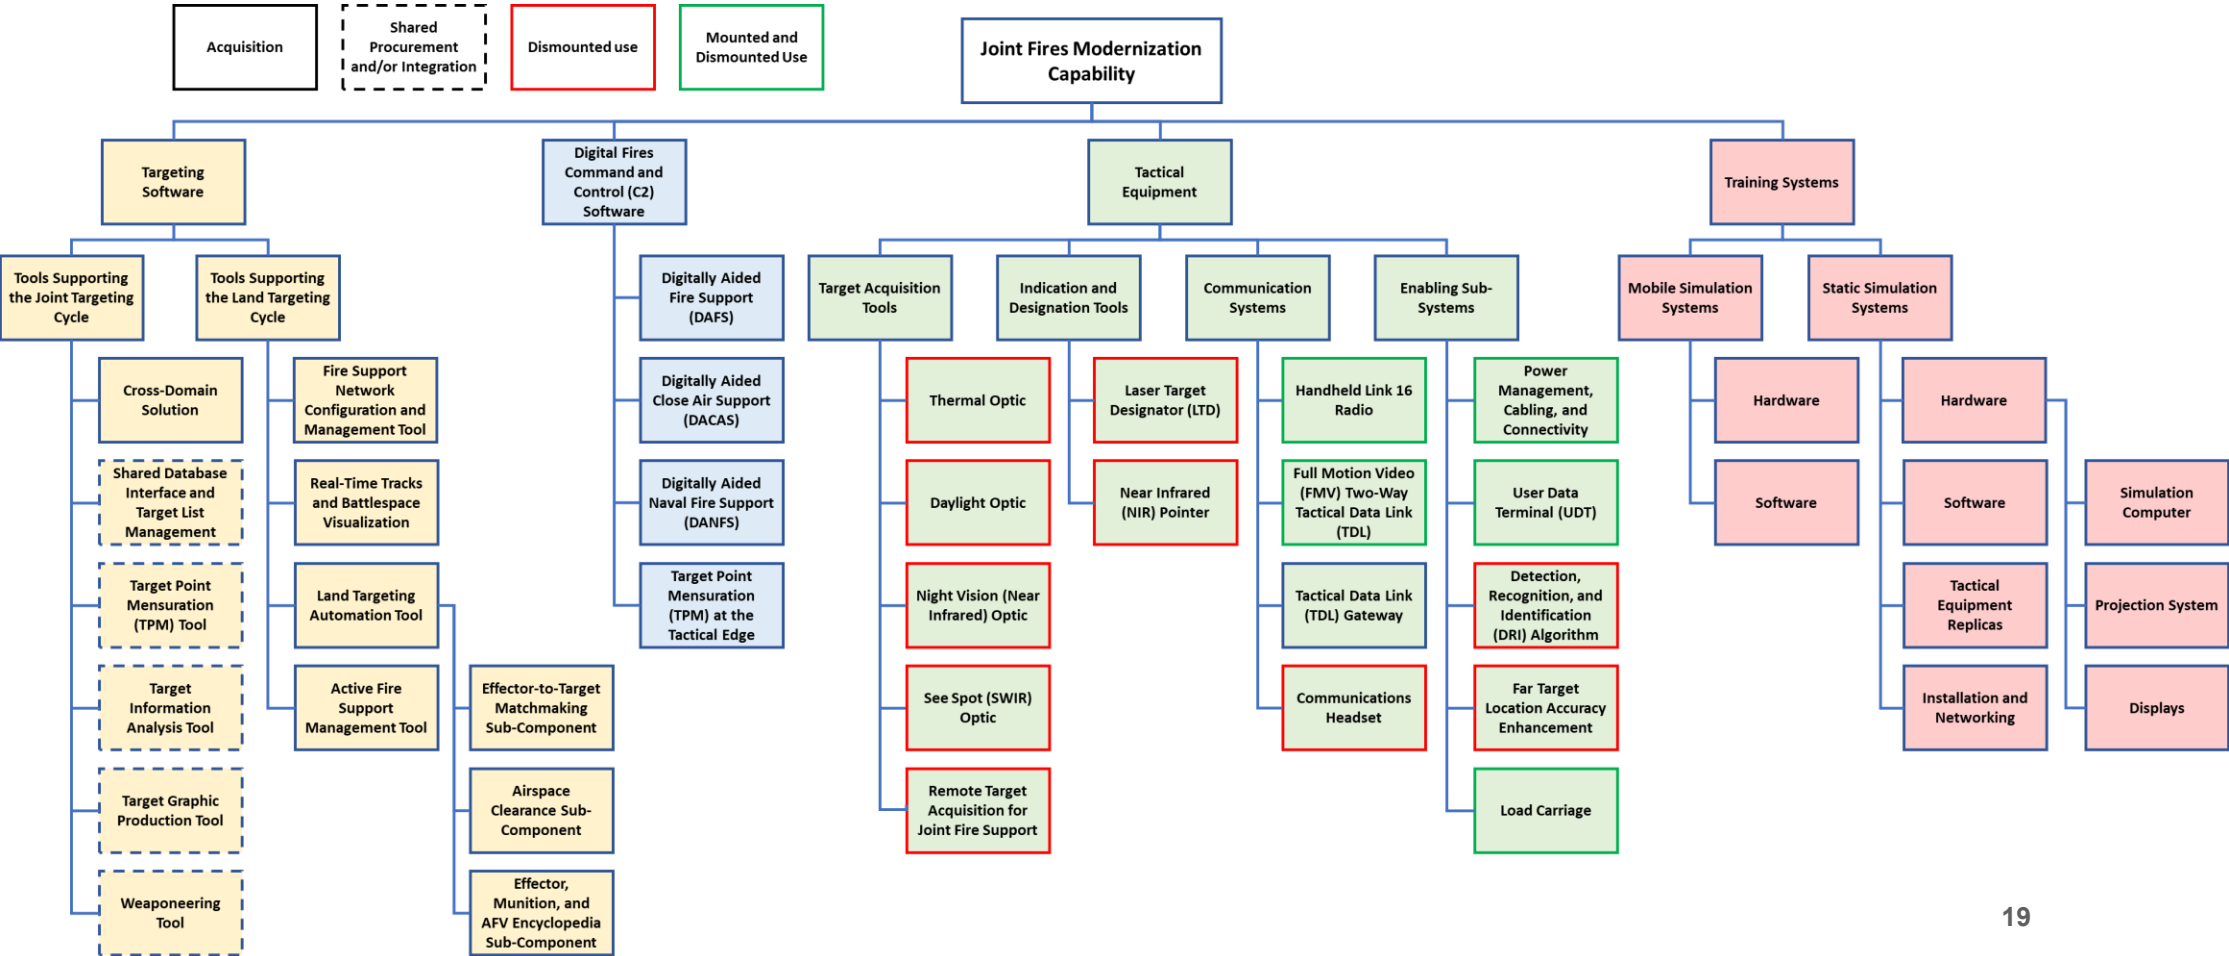 Acquisition
Shared
Procurement
and/or Integration
Dismounted use
Mounted and
Dismounted Use
Joint Fires Modernization
Capability
Targeting
Software
Digital Fires
Command and
Control (C2)
Software
Tactical
Equipment
Training Systems
Tools Supporting
the Joint Targeting
Cycle
Tools Supporting
the Land Targeting
Cycle
Digitally Aided
Fire Support
(DAFS)
Target Acquisition
Tools
Indication and
Designation Tools
Communication
Systems
Enabling Sub-
Systems
Mobile Simulation
Systems
Static Simulation
Systems
Cross-Domain
Solution
Fire Support
Network
Configuration and
Management Tool
Digitally Aided
Close Air Support
(DACAS)
Thermal Optic
Laser Target
Designator (LTD)
Handheld Link 16
Radio
Power
Management,
Cabling, and
Connectivity
Hardware
Hardware
Shared Database
Interface and
Target List
Management
Real-Time Tracks
and Battlespace
Visualization
Digitally Aided
Naval Fire Support
(DANFS)
Daylight Optic
Near Infrared
(NIR) Pointer
Full Motion Video
(FMV) Two-Way
Tactical Data Link
(TDL)
User Data
Terminal (UDT)
Software
Software
Simulation
Computer
Target Point
Mensuration
(TPM) Tool
Land Targeting
Automation Tool
Target Point
Mensuration
(TPM) at the
Tactical Edge
Night Vision (Near
Infrared) Optic
Tactical Data Link
(TDL) Gateway
Detection,
Recognition, and
Identification
(DRI) Algorithm
Tactical
Equipment
Replicas
Projection System
Target
Information
Analysis Tool
Active Fire
Support
Management Tool
Effector-to-Target
Matchmaking
Sub-Component
See Spot (SWIR)
Optic
Communications
Headset
Far Target
Location Accuracy
Enhancement
Installation and
Networking
Displays
Target Graphic
Production Tool
Airspace
Clearance Sub-
Component
Remote Target
Acquisition for
Joint Fire Support
Load Carriage
Weaponeering
Tool
Effector,
Munition, and
AFV Encyclopedia
Sub-Component
19